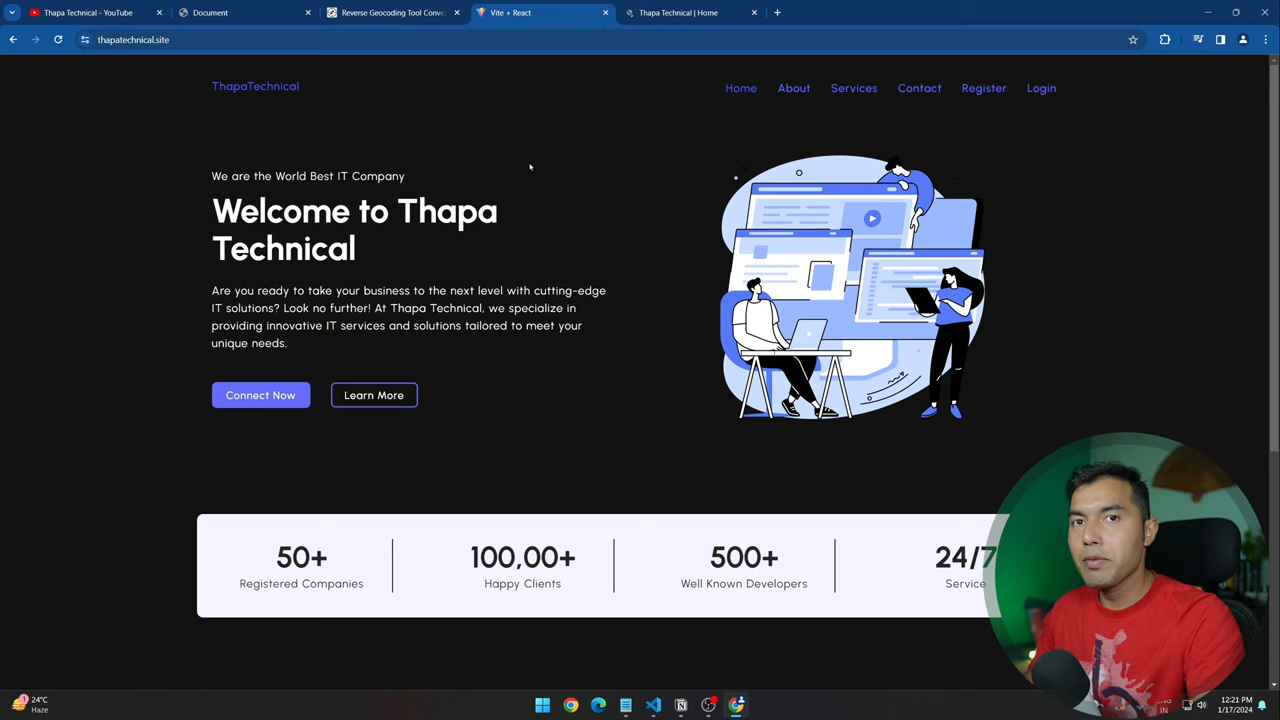 Thapa Technical - YouTube
Document
Reverse Geocoding Tool Conver
Vite + React
Thapa Technical | Home
thapatechnical.site
ThapaTechnical
Home
About
Services
Contact
Register
Login
We are the World Best IT Company
Welcome to Thapa
Technical
Are you ready to take your business to the next level with cutting-edge
IT solutions? Look no further! At Thapa Technical, we specialize in
providing innovative IT services and solutions tailored to meet your
unique needs.
Connect Now
Learn More
50+
Registered Companies
100,00+
Happy Clients
500+
Well Known Developers
24/7
Service
24°C
Haze
IN
12:21 PM
1/17/2024